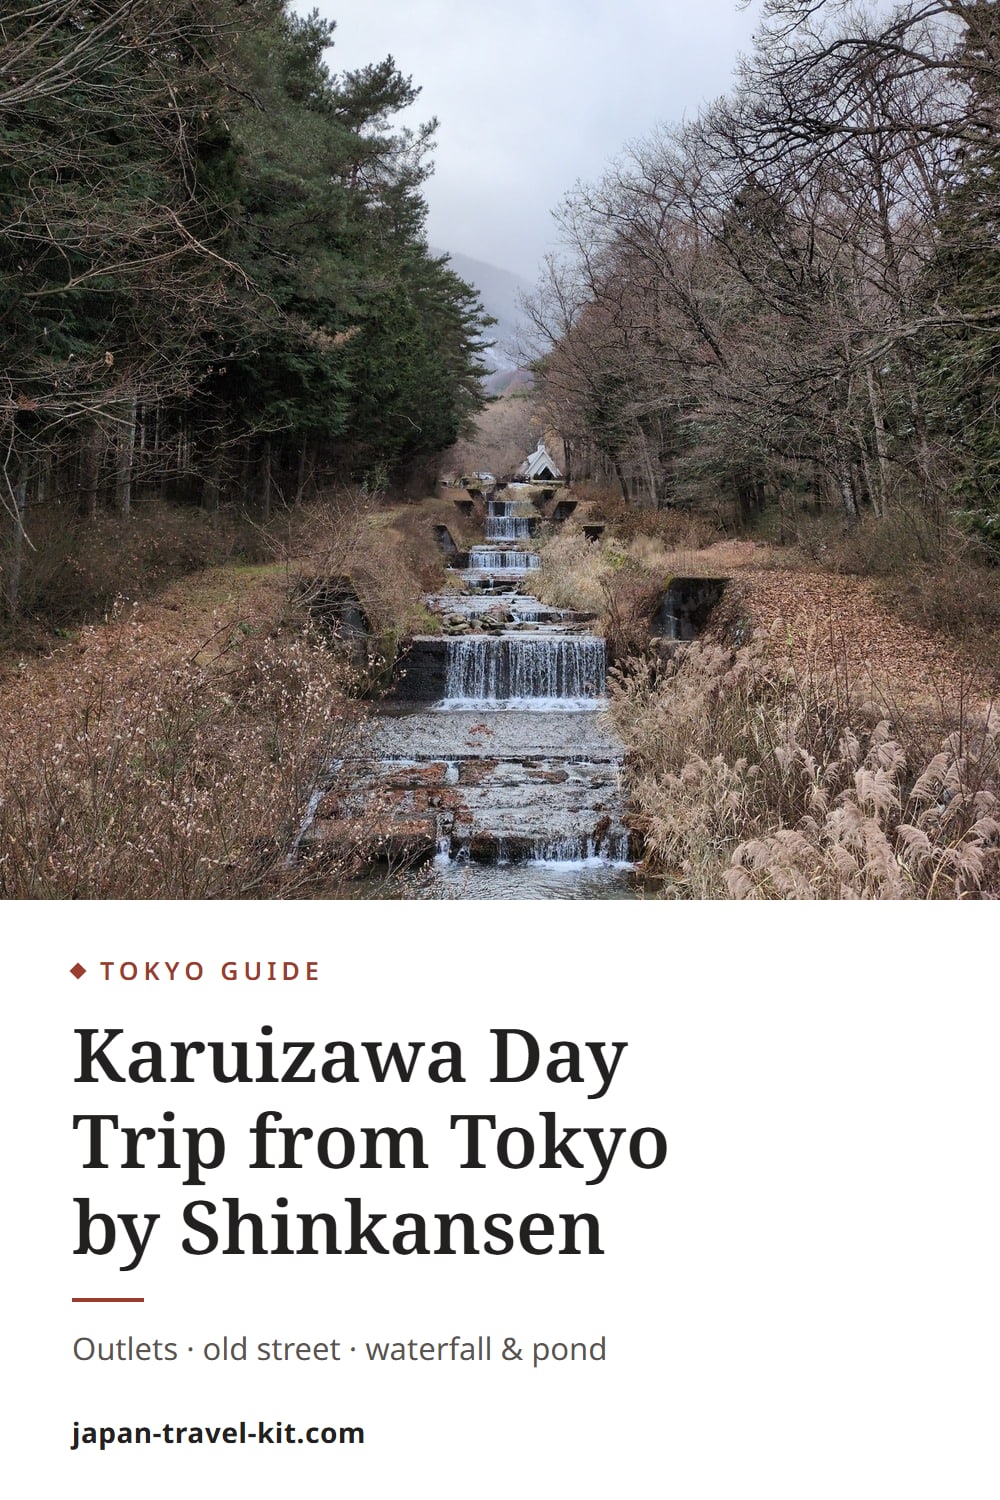 TOKYO GUIDE
Karuizawa Day
Trip from Tokyo
by Shinkansen
Outlets · old street · waterfall & pond
japan-travel-kit.com